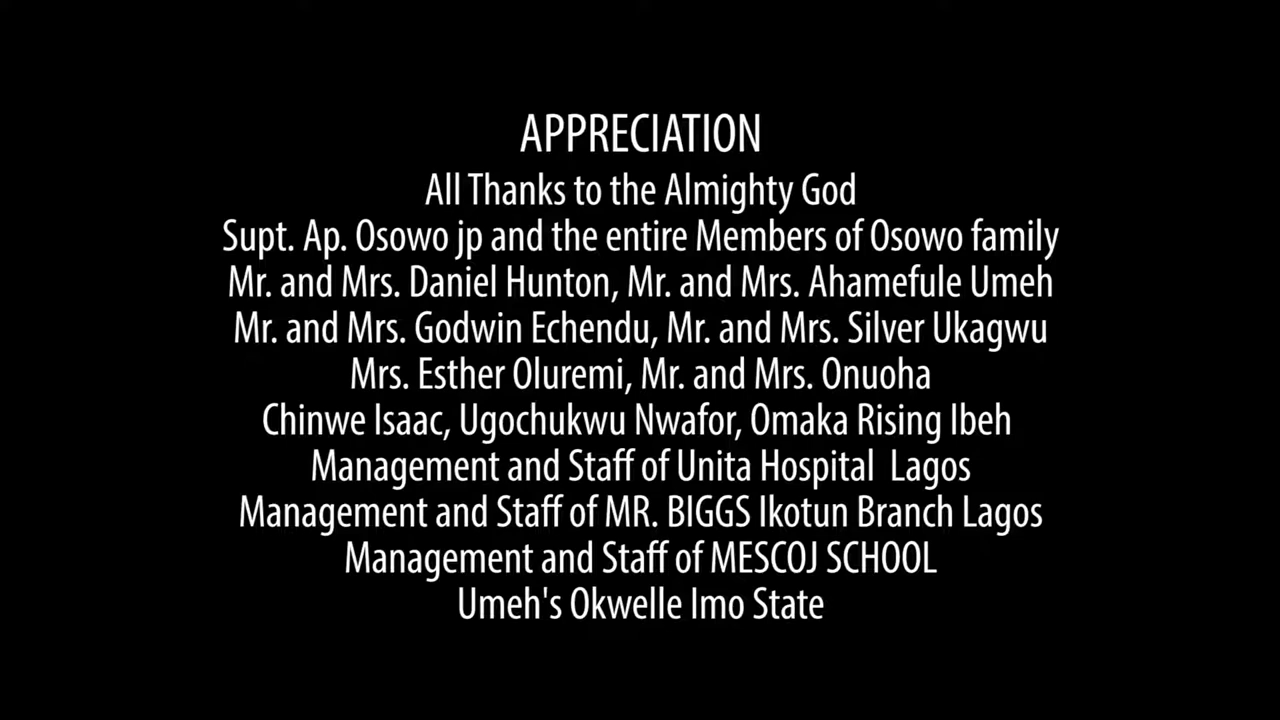 APPRECIATION
All Thanks to the Almighty God
Supt. Ap. Osowo jp and the entire Members of Osowo family
Mr. and Mrs. Daniel Hunton, Mr. and Mrs. Ahamefule Umeh
Mr. and Mrs. Godwin Echendu, Mr. and Mrs. Silver Ukagwu
Mrs. Esther Oluremi, Mr. and Mrs. Onuoha
Chinwe Isaac, Ugochukwu Nwafor, Omaka Rising Ibeh
Management and Staff of Unita Hospital  Lagos
Management and Staff of MR. BIGGS Ikotun Branch Lagos
Management and Staff of MESCOJ SCHOOL
Umeh's Okwelle Imo State